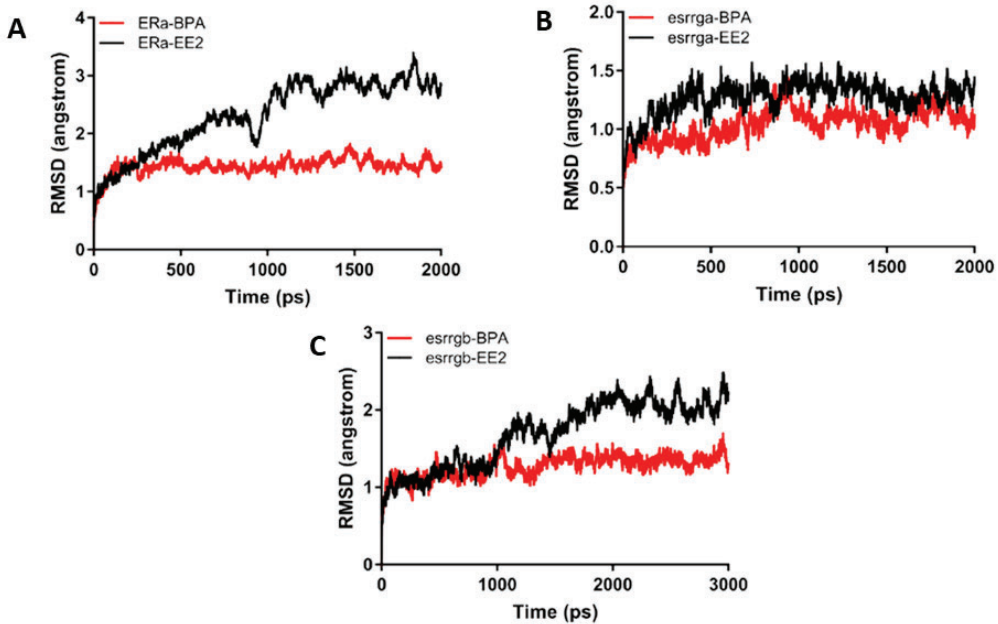 A
ERa-BPA
ERa-EE2
RMSD (angstrom)
4
3
2
1
0
0 500 1000 1500 2000
Time (ps)
B
esrrga-BPA
esrrga-EE2
RMSD (angstrom)
2.0
1.5
1.0
0.5
0.0
0 500 1000 1500 2000
Time (ps)
C
esrrgb-BPA
esrrgb-EE2
RMSD (angstrom)
3
2
1
0
0 1000 2000 3000
Time (ps)